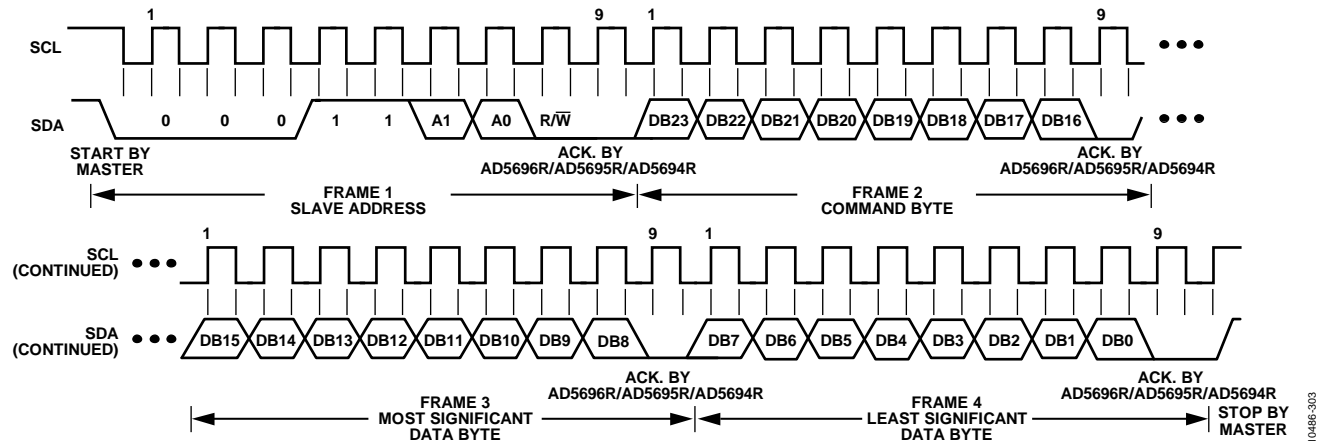 1 9 1 9
SCL
SDA
0 0 0 1 1 A1 A0 R/W̅ DB23 DB22 DB21 DB20 DB19 DB18 DB17 DB16
START BY
MASTER
ACK. BY
AD5696R/AD5695R/AD5694R
ACK. BY
AD5696R/AD5695R/AD5694R
FRAME 1
SLAVE ADDRESS
FRAME 2
COMMAND BYTE
1 9 1 9
SCL
(CONTINUED)
SDA
(CONTINUED)
DB15 DB14 DB13 DB12 DB11 DB10 DB9 DB8 DB7 DB6 DB5 DB4 DB3 DB2 DB1 DB0
ACK. BY
AD5696R/AD5695R/AD5694R
ACK. BY
AD5696R/AD5695R/AD5694R
FRAME 3
MOST SIGNIFICANT
DATA BYTE
FRAME 4
LEAST SIGNIFICANT
DATA BYTE
STOP BY
MASTER
10486-303